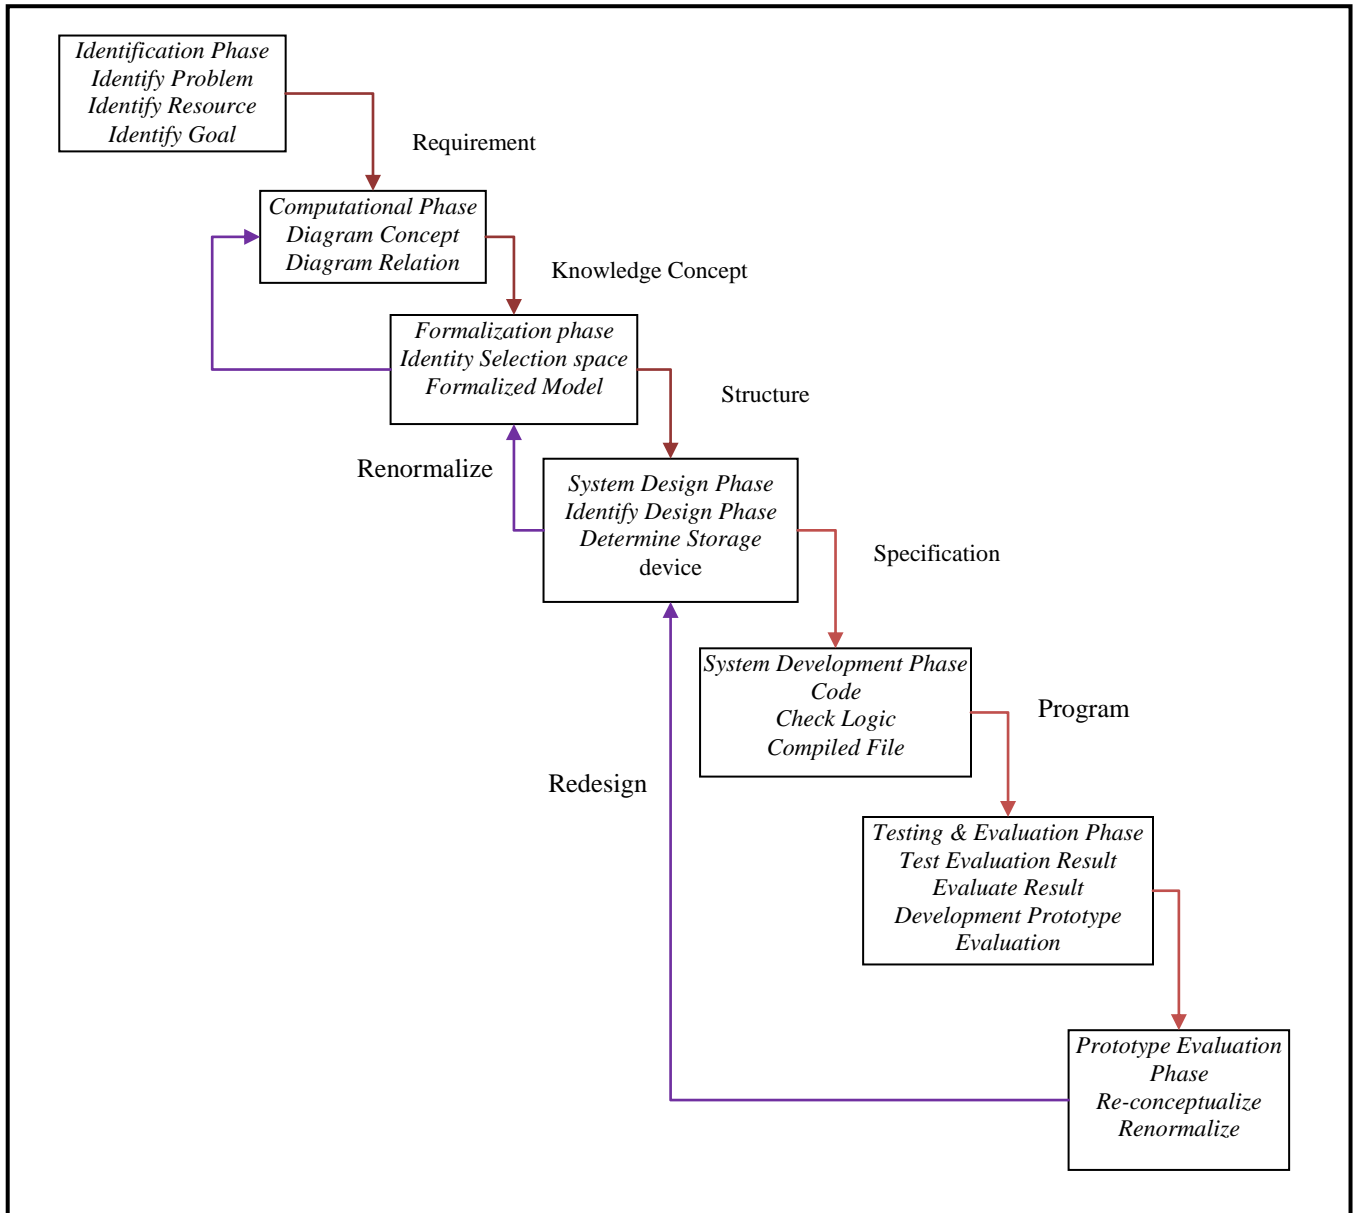 Identification Phase
Identify Problem
Identify Resource
Identify Goal
Requirement
Computational Phase
Diagram Concept
Diagram Relation
Knowledge Concept
Formalization phase
Identity Selection space
Formalized Model
Structure
Renormalize
System Design Phase
Identify Design Phase
Determine Storage
device
Specification
System Development Phase
Code
Check Logic
Compiled File
Program
Redesign
Testing & Evaluation Phase
Test Evaluation Result
Evaluate Result
Development Prototype
Evaluation
Prototype Evaluation
Phase
Re-conceptualize
Renormalize